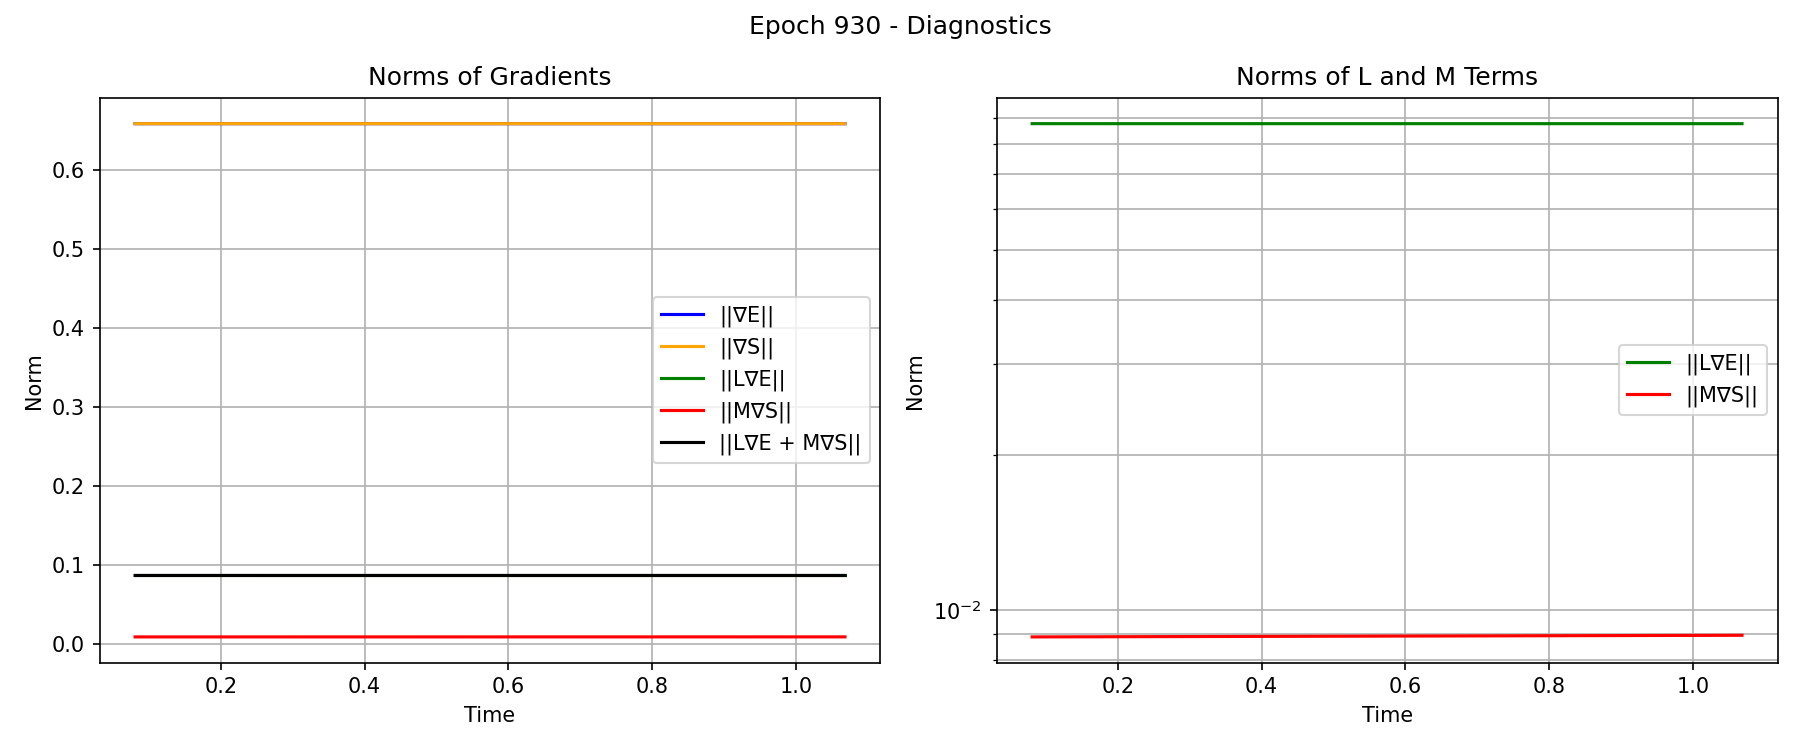 Epoch 930 - Diagnostics
Norms of Gradients
Norm
0.6
0.5
0.4
0.3
0.2
0.1
0.0
||∇E||
||∇S||
||L∇E||
||M∇S||
||L∇E + M∇S||
0.2 0.4 0.6 0.8 1.0
Time
Norms of L and M Terms
Norm
10⁻²
||L∇E||
||M∇S||
0.2 0.4 0.6 0.8 1.0
Time